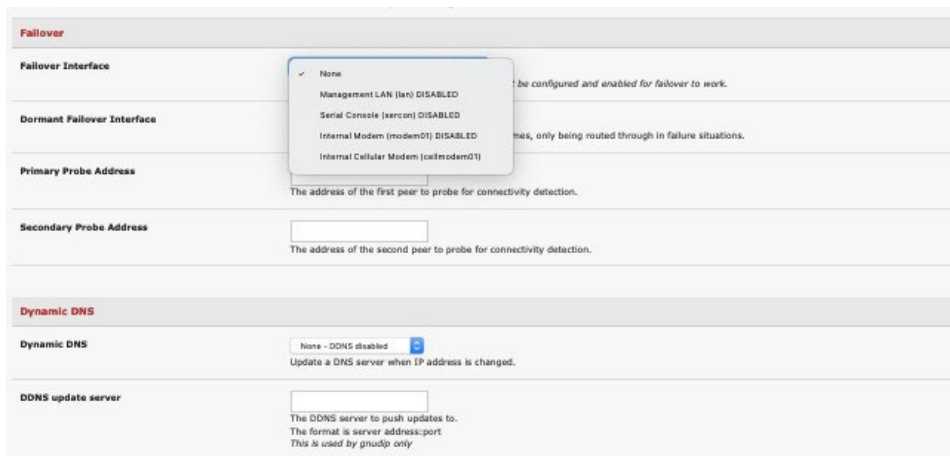 Failover
Failover Interface
✓ None
Management LAN (lan) DISABLED
Serial Console (sercon) DISABLED
Internal Modem (modem01) DISABLED
Internal Cellular Modem (cellmodem01)
be configured and enabled for failover to work.
Dormant Failover Interface
mes, only being routed through in failure situations.
Primary Probe Address
The address of the first peer to probe for connectivity detection.
Secondary Probe Address
The address of the second peer to probe for connectivity detection.
Dynamic DNS
Dynamic DNS
None - DDNS disabled
Update a DNS server when IP address is changed.
DDNS update server
The DDNS server to push updates to.
The format is server address:port
This is used by gnudip only